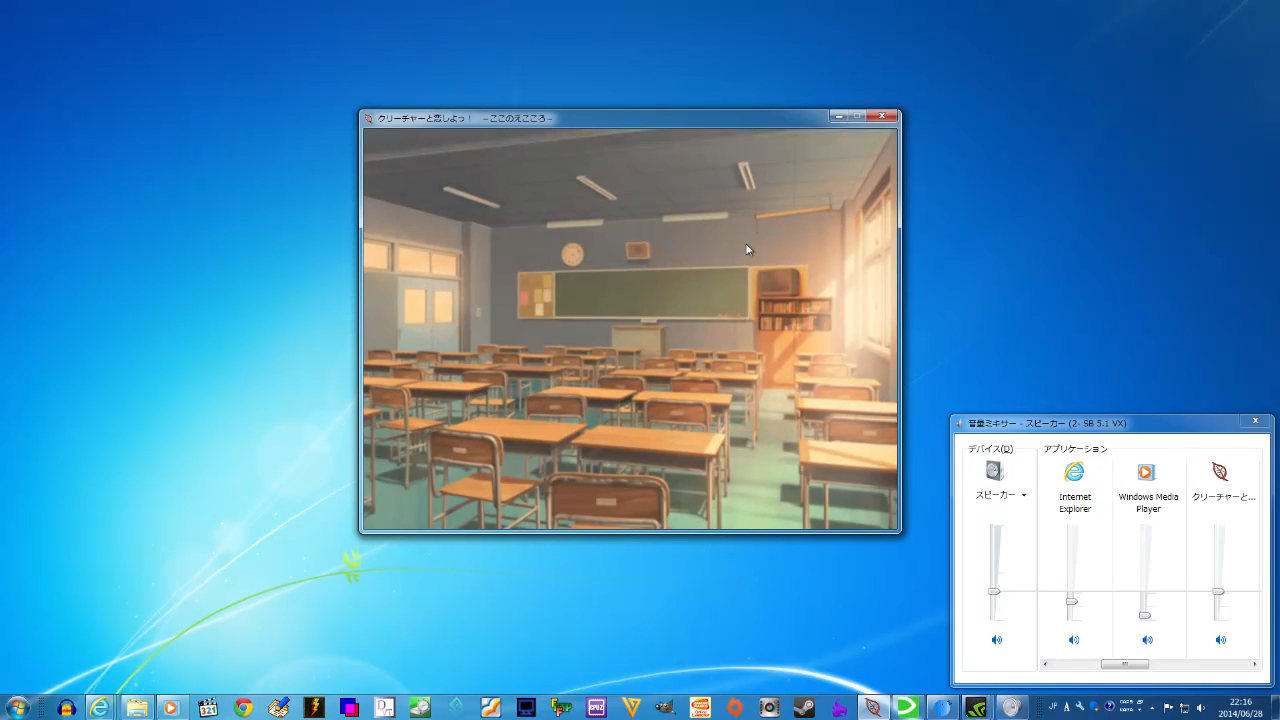 クリーチャーと恋しよっ！　－ここのえこころ－
音量ミキサー - スピーカー (2- SB 5.1 VX)
デバイス(D)
アプリケーション
スピーカー
Internet Explorer
Windows Media Player
クリーチャーと...
321
JP
22:16
2014/06/28